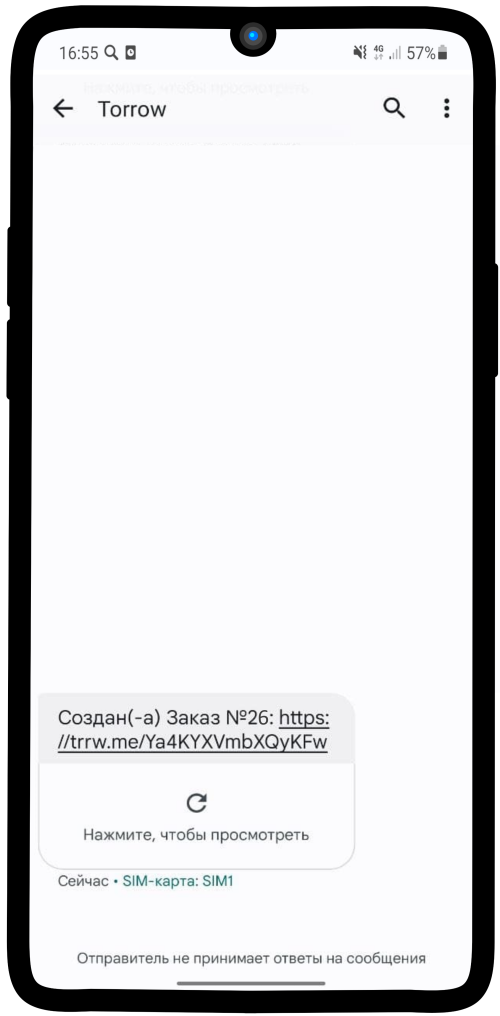 16:55
4G
57%
Нажмите, чтобы просмотреть
Torrow
Создан(-а) Заказ №26: https:
//trrw.me/Ya4KYXVmbXQyKFw
Нажмите, чтобы просмотреть
Сейчас • SIM-карта: SIM1
Отправитель не принимает ответы на сообщения